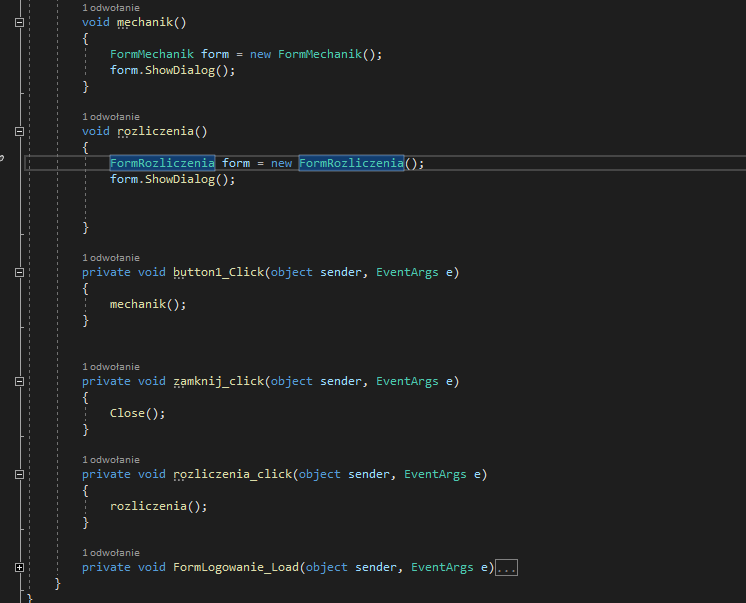 1 odwołanie
void mechanik()
{
FormMechanik form = new FormMechanik();
form.ShowDialog();
}
1 odwołanie
void rozliczenia()
{
FormRozliczenia form = new FormRozliczenia();
form.ShowDialog();
}
1 odwołanie
private void button1_Click(object sender, EventArgs e)
{
mechanik();
}
1 odwołanie
private void zamknij_click(object sender, EventArgs e)
{
Close();
}
1 odwołanie
private void rozliczenia_click(object sender, EventArgs e)
{
rozliczenia();
}
1 odwołanie
private void FormLogowanie_Load(object sender, EventArgs e)...
}
}